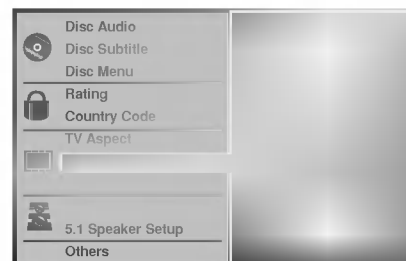 Disc Audio
Disc Subtitle
Disc Menu
Rating
Country Code
TV Aspect
5.1 Speaker Setup
Others